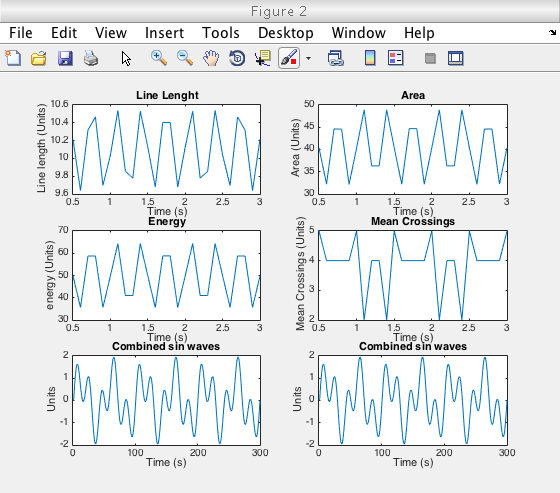 Figure 2
File Edit View Insert Tools Desktop Window Help
Line Lenght
Line length (Units)
10.6
10.4
10.2
10
9.8
9.6
0.5 1 1.5 2 2.5 3
Time (s)
Area
Area (Units)
50
45
40
35
30
0.5 1 1.5 2 2.5 3
Time (s)
Energy
energy (Units)
70
60
50
40
30
0.5 1 1.5 2 2.5 3
Time (s)
Mean Crossings
Mean Crossings (Units)
5
4
3
2
0.5 1 1.5 2 2.5 3
Time (s)
Combined sin waves
Units
2
1
0
-1
-2
0 100 200 300
Time (s)
Combined sin waves
Units
2
1
0
-1
-2
0 100 200 300
Time (s)